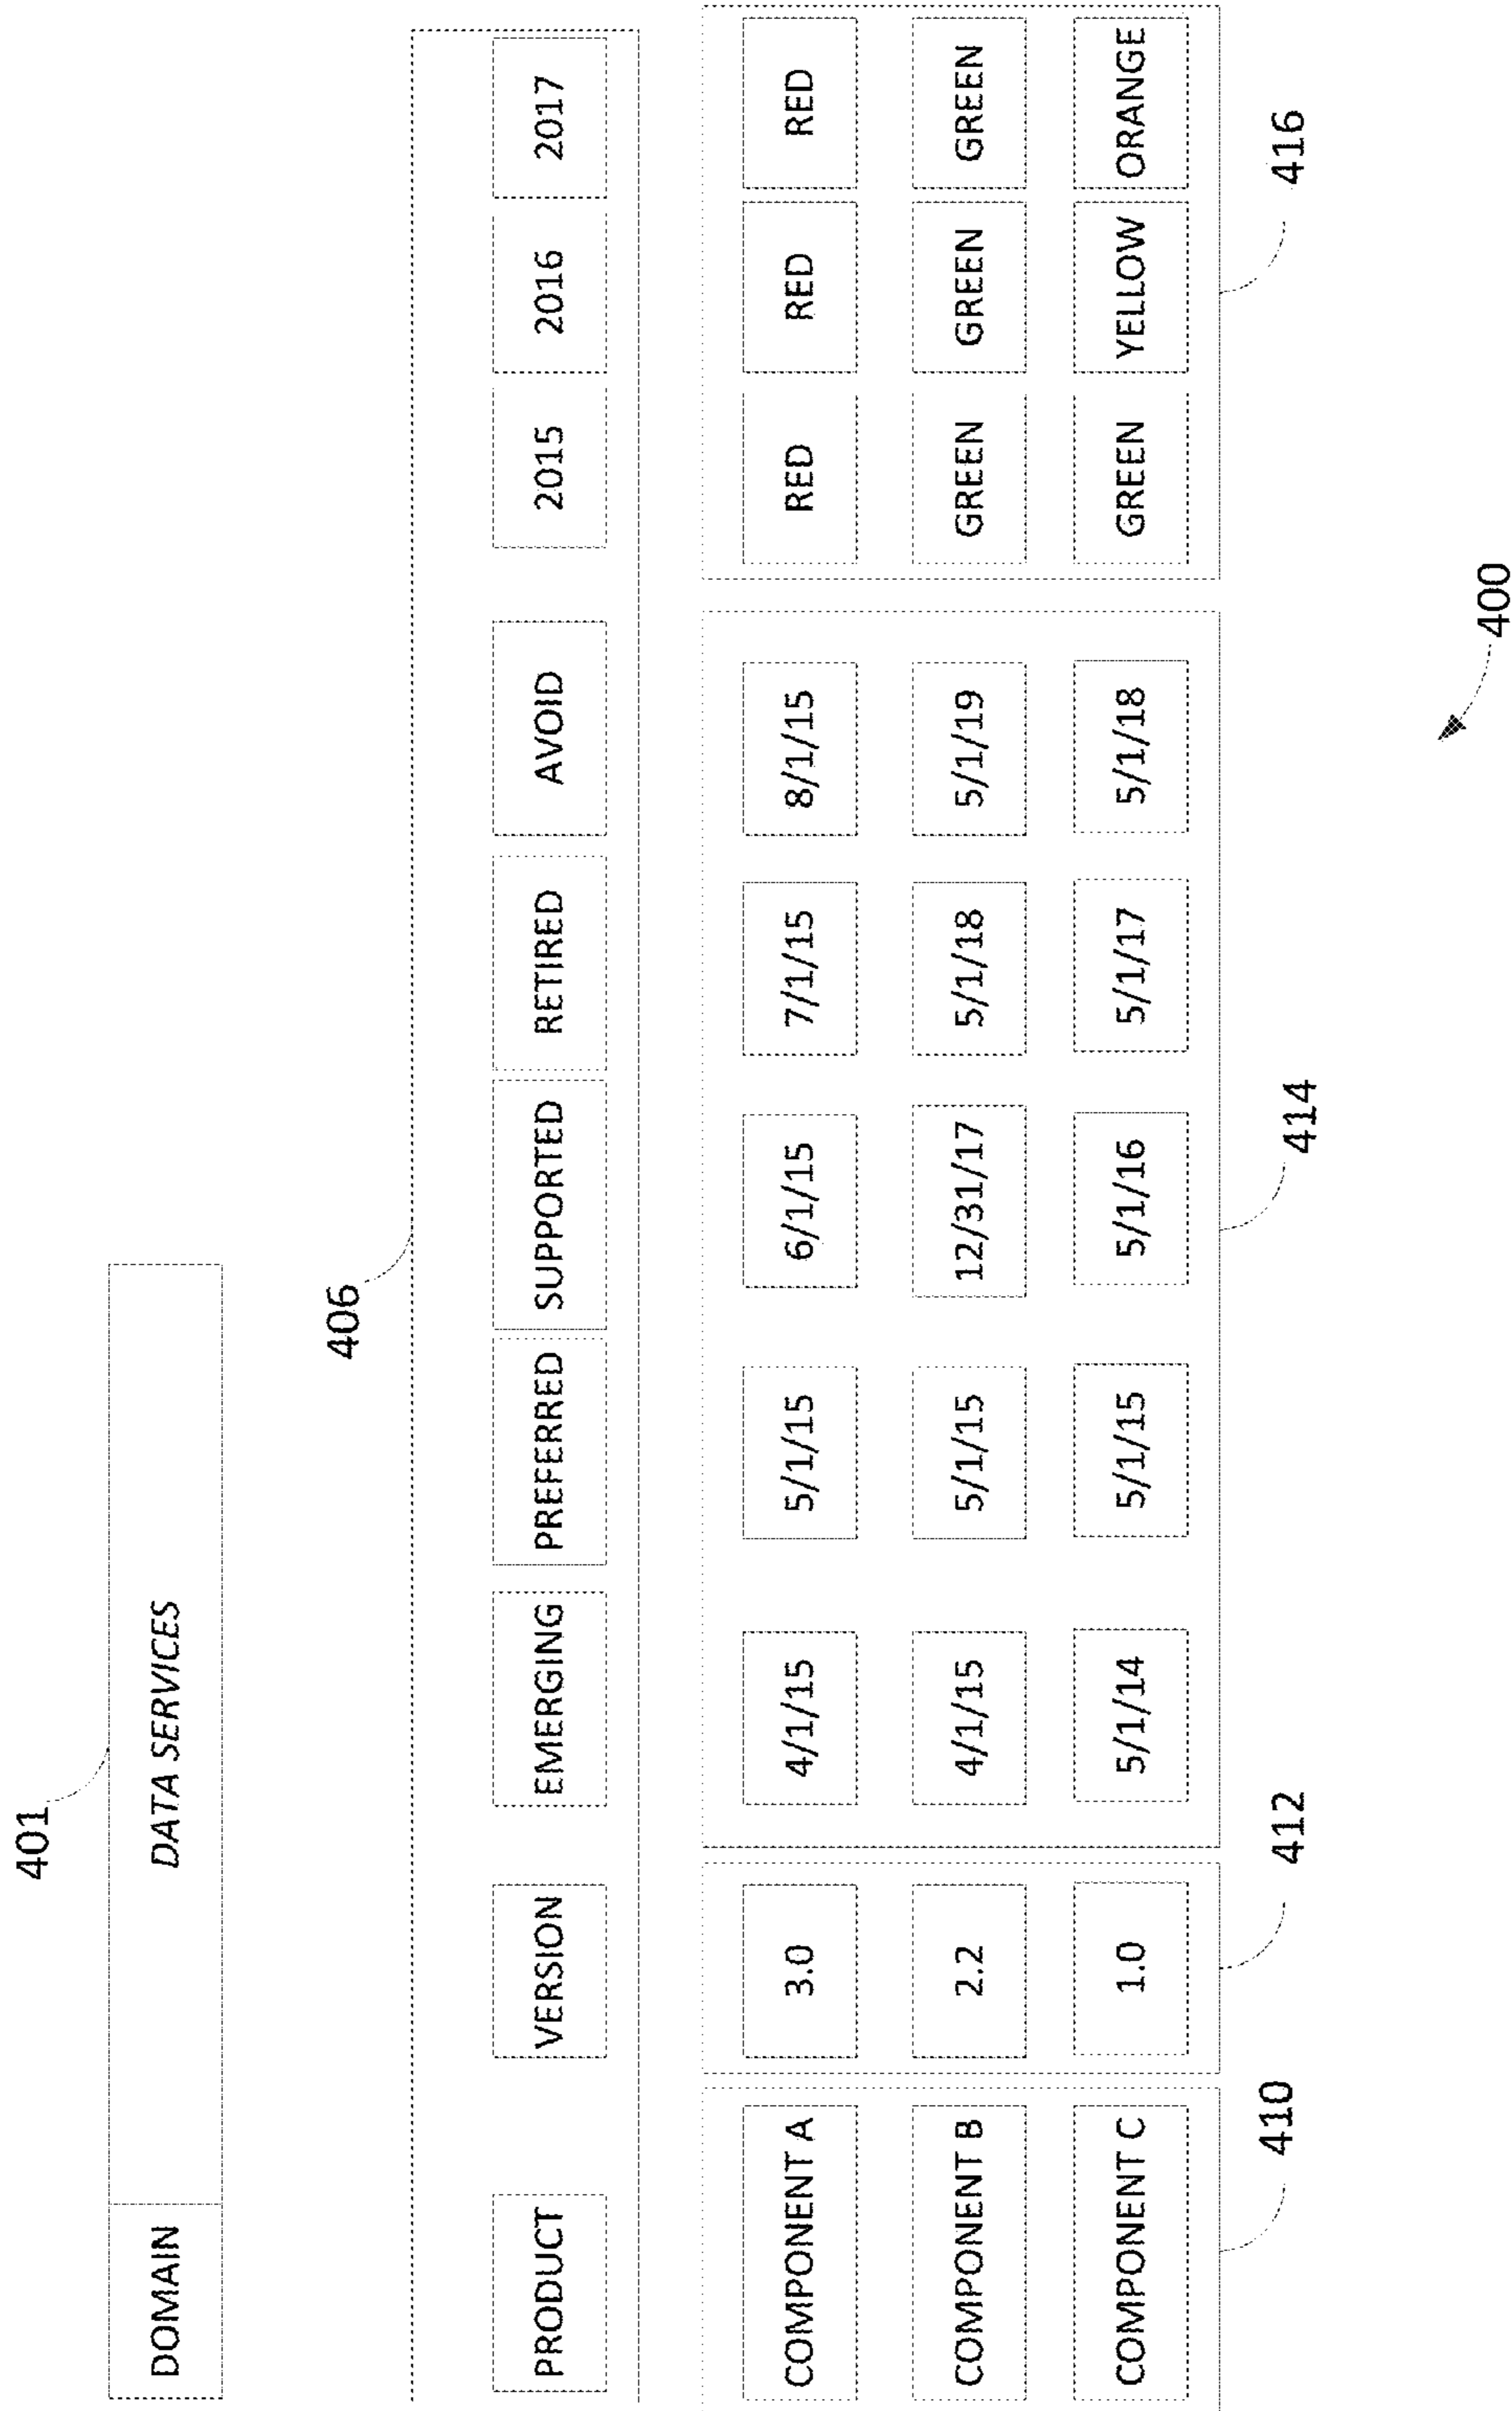 401
DOMAIN DATA SERVICES
406
PRODUCT VERSION EMERGING PREFERRED SUPPORTED RETIRED AVOID 2015 2016 2017
COMPONENT A 3.0 4/1/15 5/1/15 6/1/15 7/1/15 8/1/15 RED RED RED
COMPONENT B 2.2 4/1/15 5/1/15 12/31/17 5/1/18 5/1/19 GREEN GREEN GREEN
COMPONENT C 1.0 5/1/14 5/1/15 5/1/16 5/1/17 5/1/18 GREEN YELLOW ORANGE
410 412 414 416
400